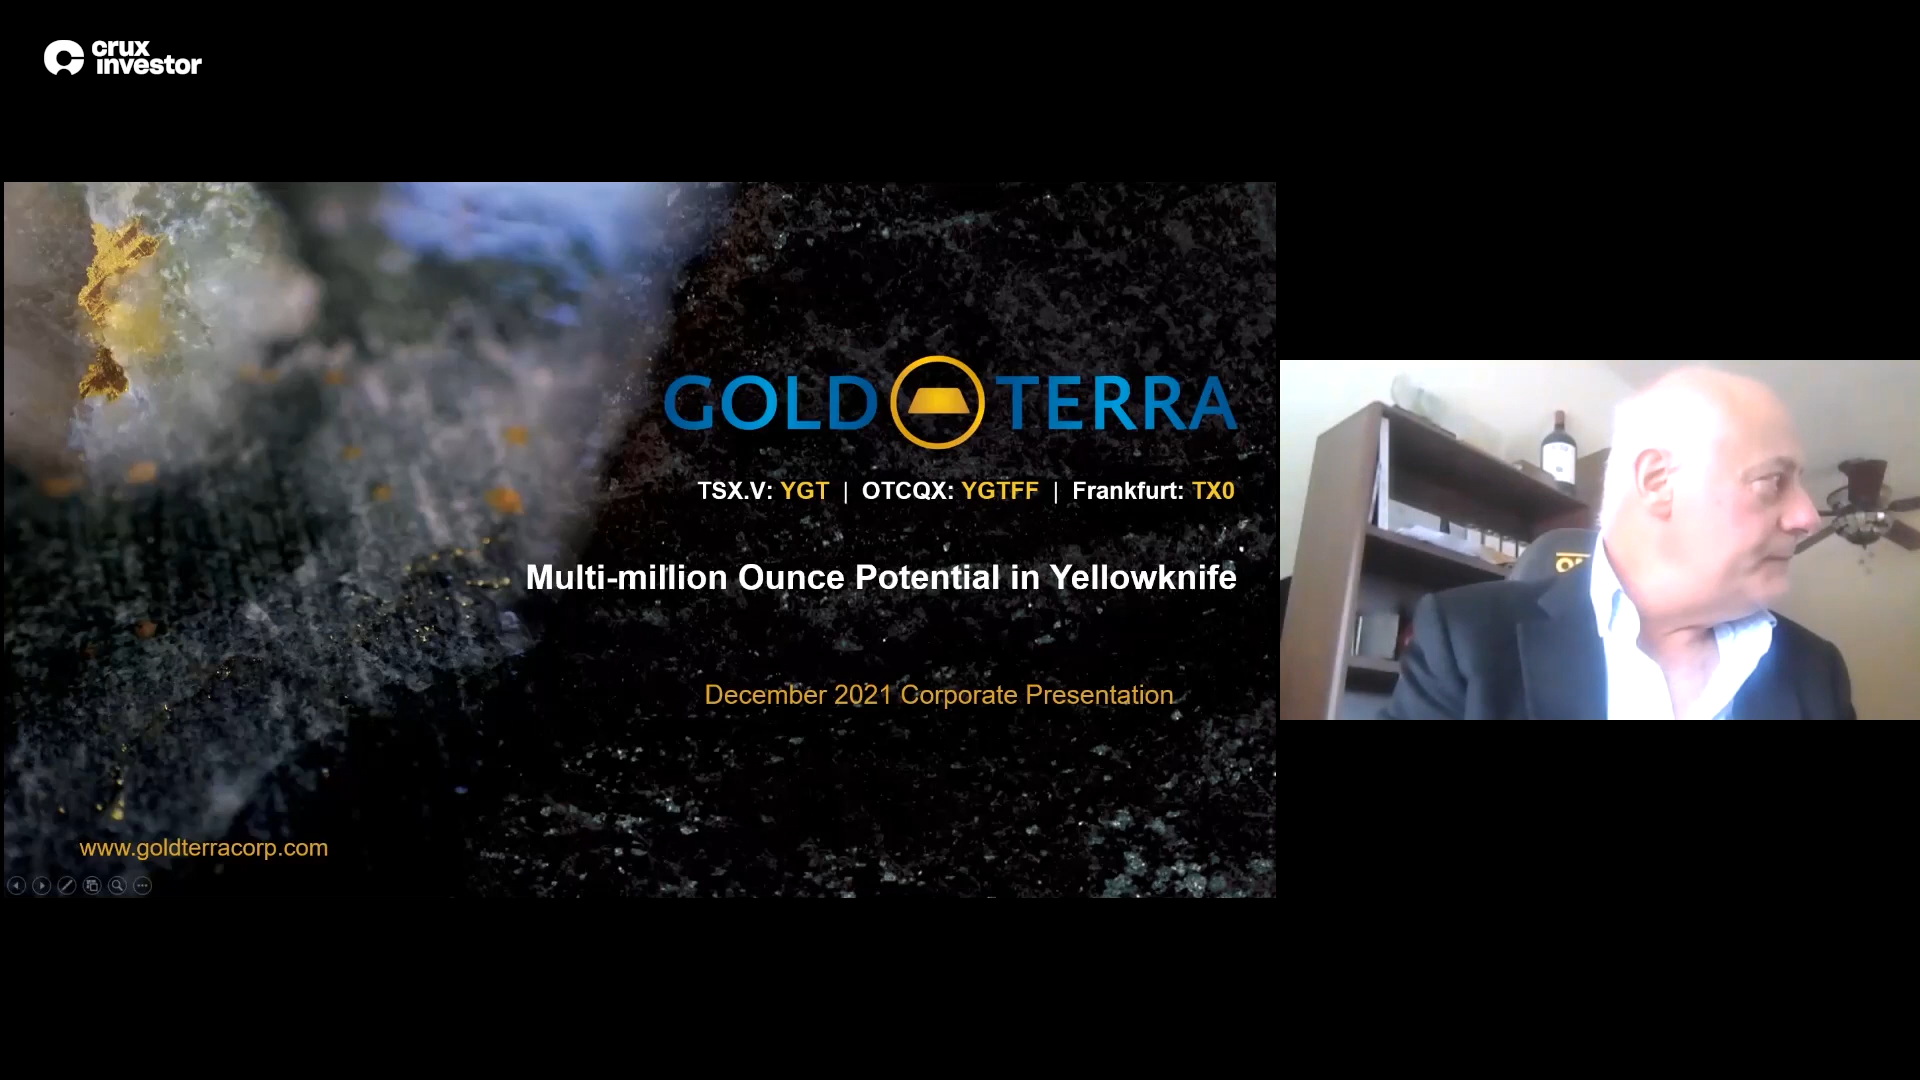 crux
investor
GOLD TERRA
TSX.V: YGT | OTCQX: YGTFF | Frankfurt: TX0
Multi-million Ounce Potential in Yellowknife
December 2021 Corporate Presentation
www.goldterracorp.com